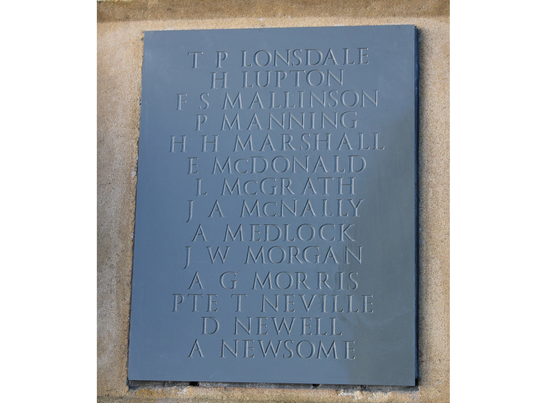 T P LONSDALE
H LUPTON
F S MALLINSON
P MANNING
H H MARSHALL
E McDONALD
L McGRATH
J A McNALLY
A MEDLOCK
J W MORGAN
A G MORRIS
PTE T NEVILLE
D NEWELL
A NEWSOME